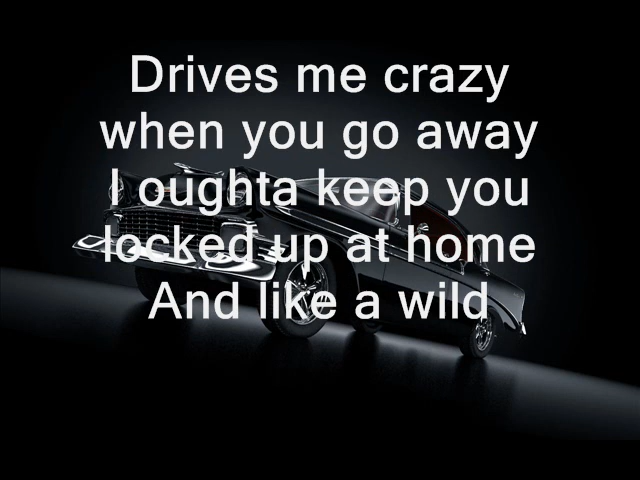 Drives me crazy
when you go away
I oughta keep you
locked up at home
And like a wild